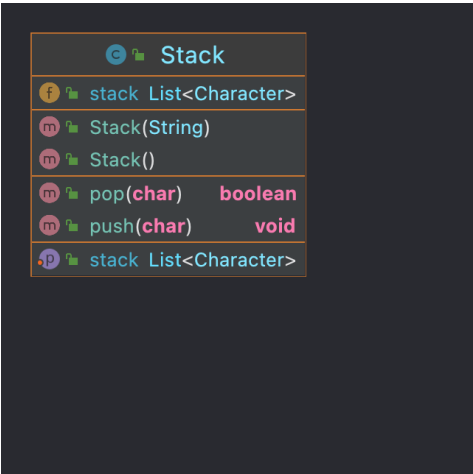 C Stack
f stack List<Character>
m Stack(String)
m Stack()
m pop(char) boolean
m push(char) void
p stack List<Character>